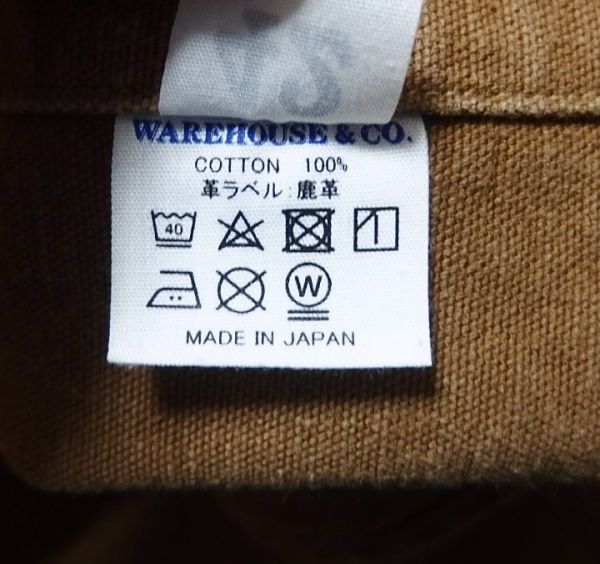 WAREHOUSE & CO.
COTTON 100%
革ラベル:鹿革
40
W
MADE IN JAPAN